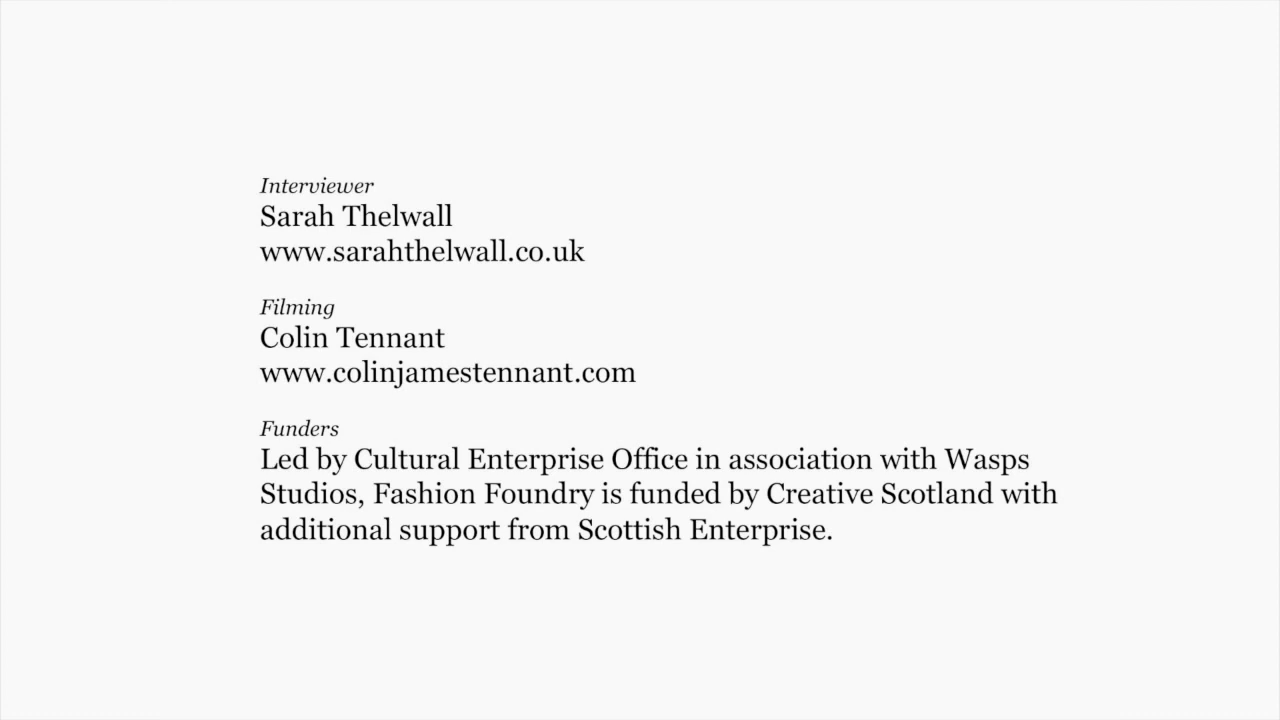 Interviewer
Sarah Thelwall
www.sarahthelwall.co.uk
Filming
Colin Tennant
www.colinjamestennant.com
Funders
Led by Cultural Enterprise Office in association with Wasps
Studios, Fashion Foundry is funded by Creative Scotland with
additional support from Scottish Enterprise.